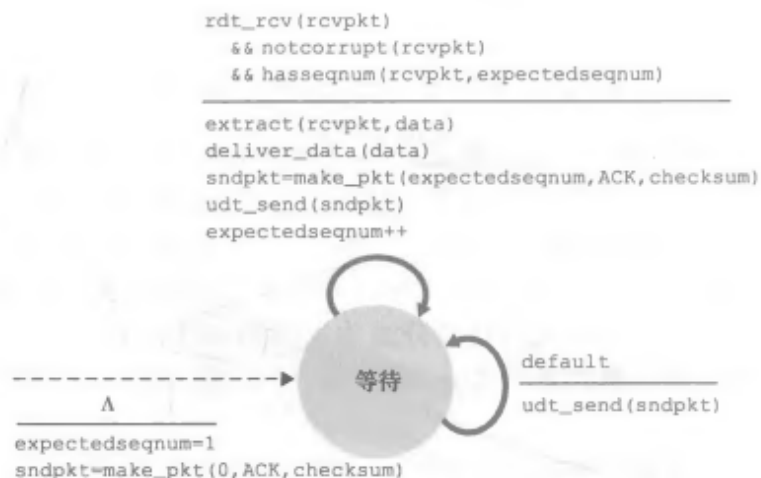 rdt_rcv(rcvpkt)
&& notcorrupt(rcvpkt)
&& hasseqnum(rcvpkt,expectedseqnum)
extract(rcvpkt,data)
deliver_data(data)
sndpkt=make_pkt(expectedseqnum,ACK,checksum)
udt_send(sndpkt)
expectedseqnum++
等待
default
udt_send(sndpkt)
Λ
expectedseqnum=1
sndpkt=make_pkt(0,ACK,checksum)